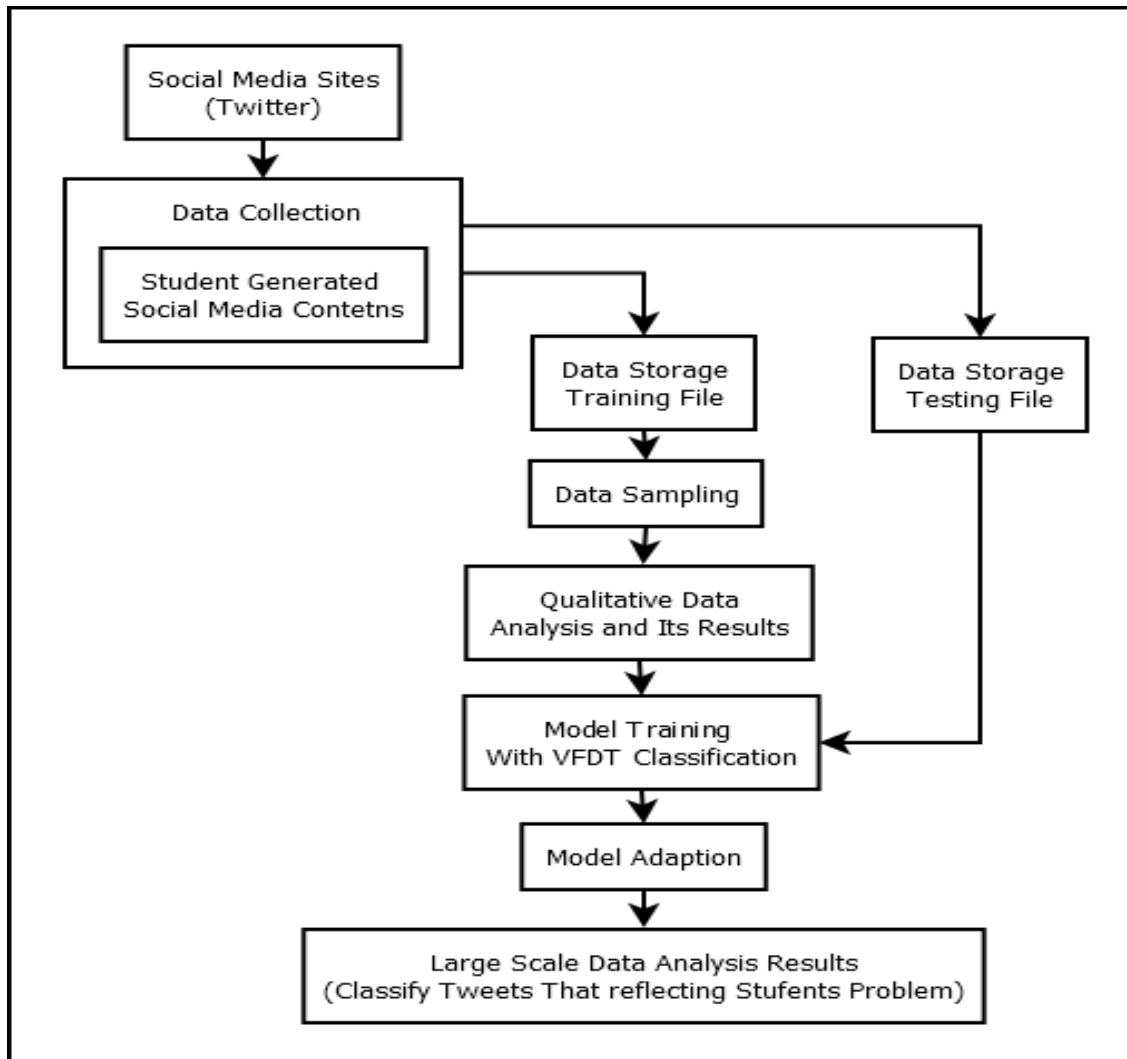 Social Media Sites
(Twitter)
Data Collection
Student Generated
Social Media Contetns
Data Storage
Training File
Data Storage
Testing File
Data Sampling
Qualitative Data
Analysis and Its Results
Model Training
With VFDT Classification
Model Adaption
Large Scale Data Analysis Results
(Classify Tweets That reflecting Stufents Problem)